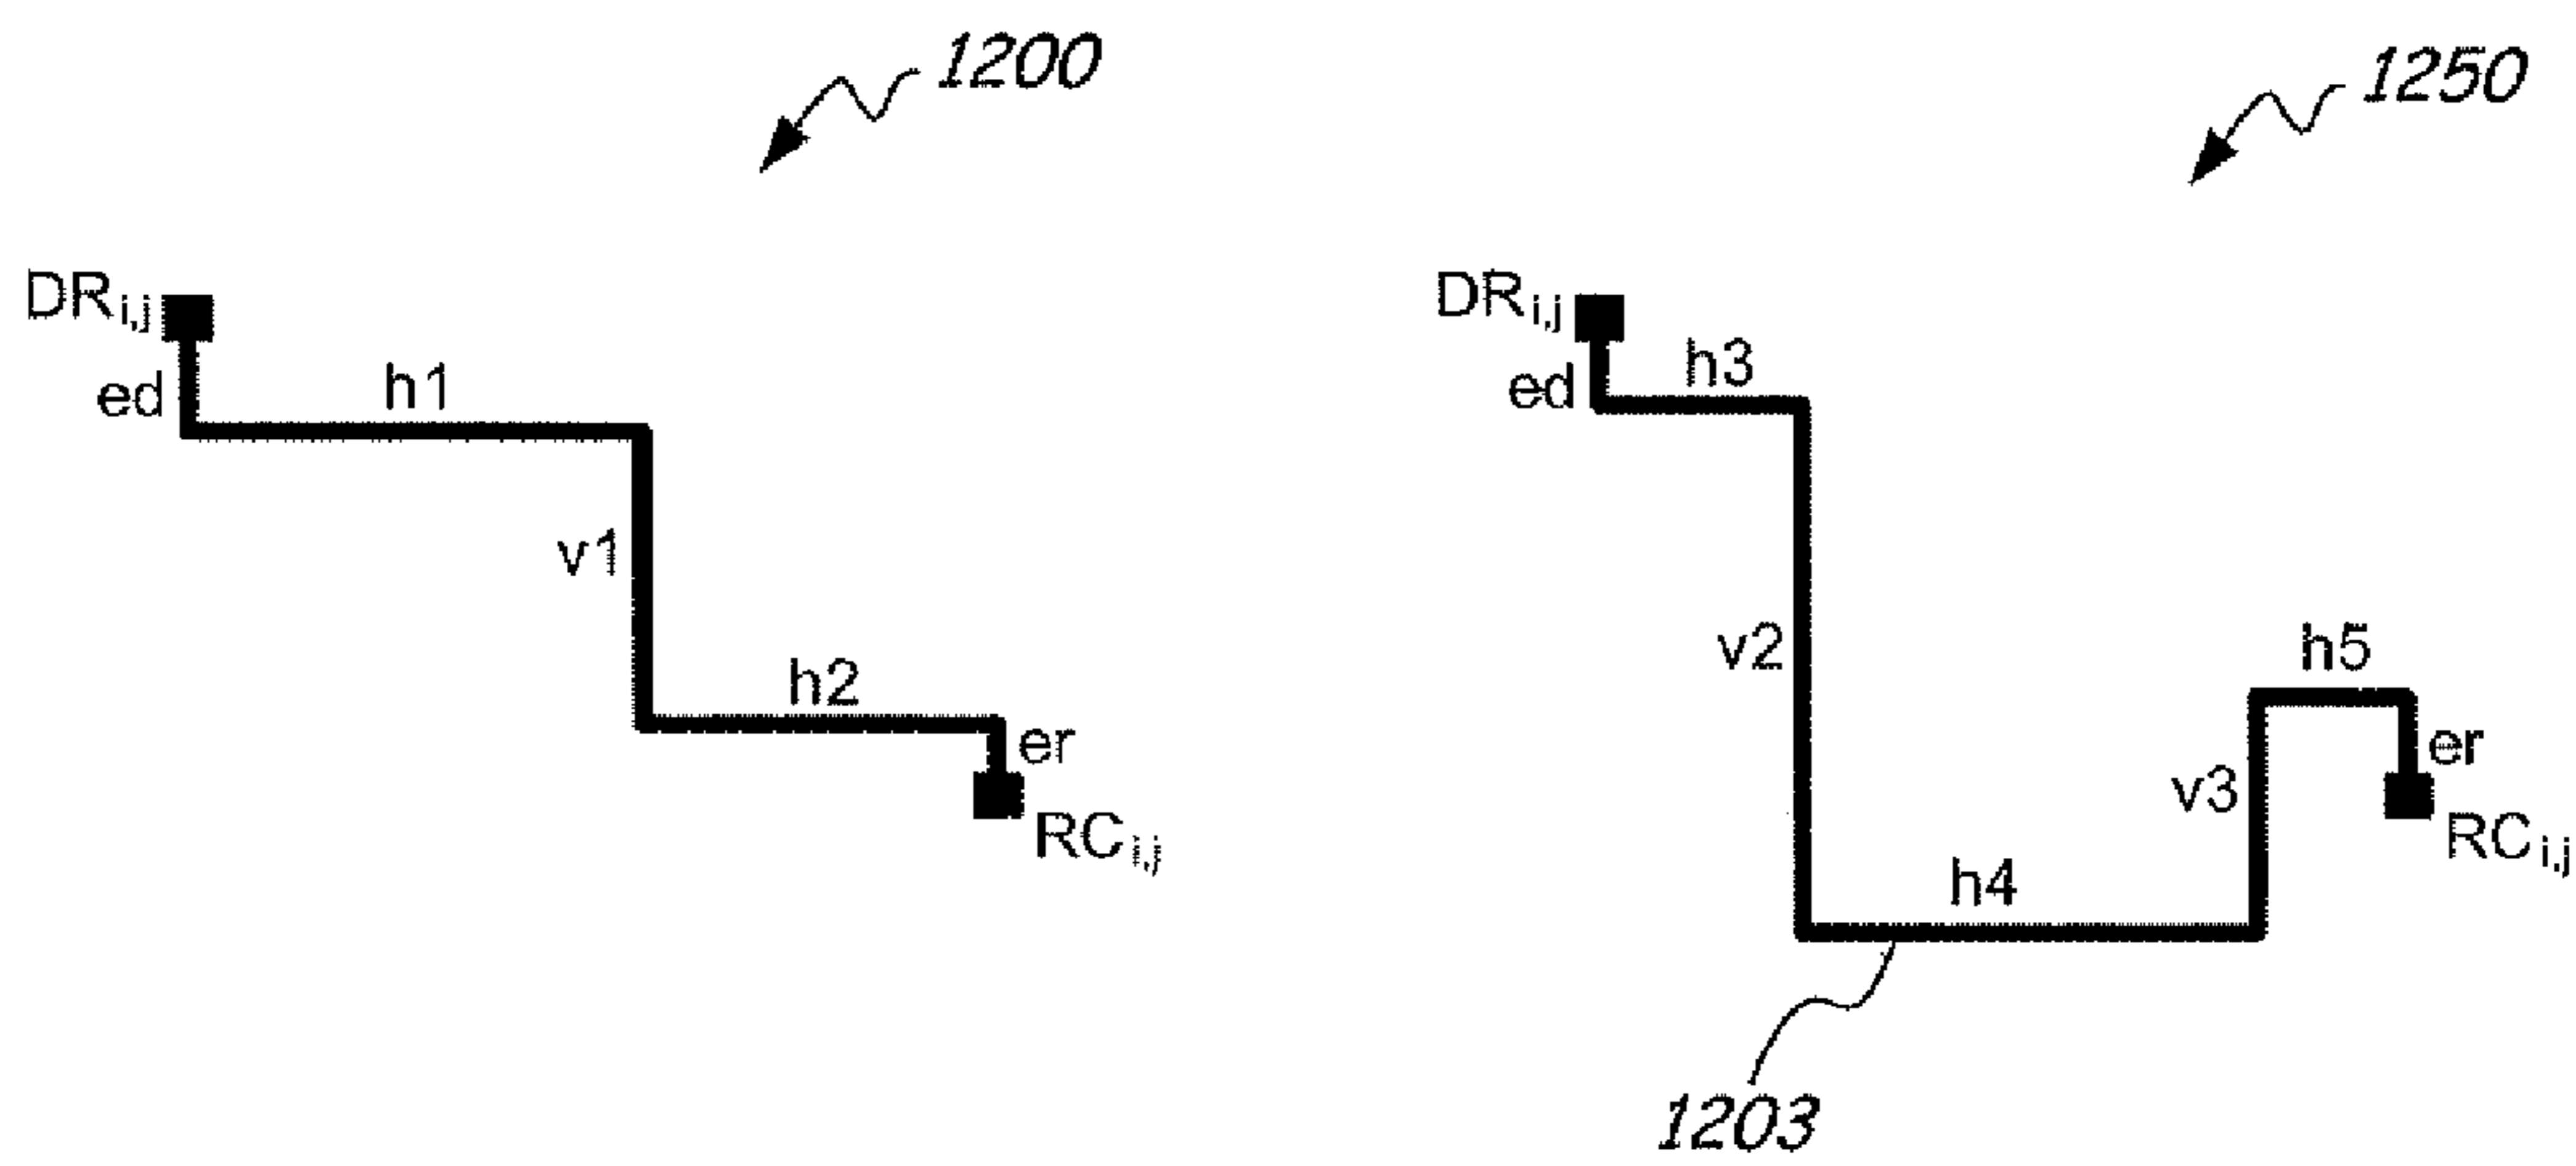 1200
DRi,j
ed
h1
v1
h2
er
RCi,j
1250
DRi,j
ed
h3
v2
h4
v3
h5
er
RCi,j
1203